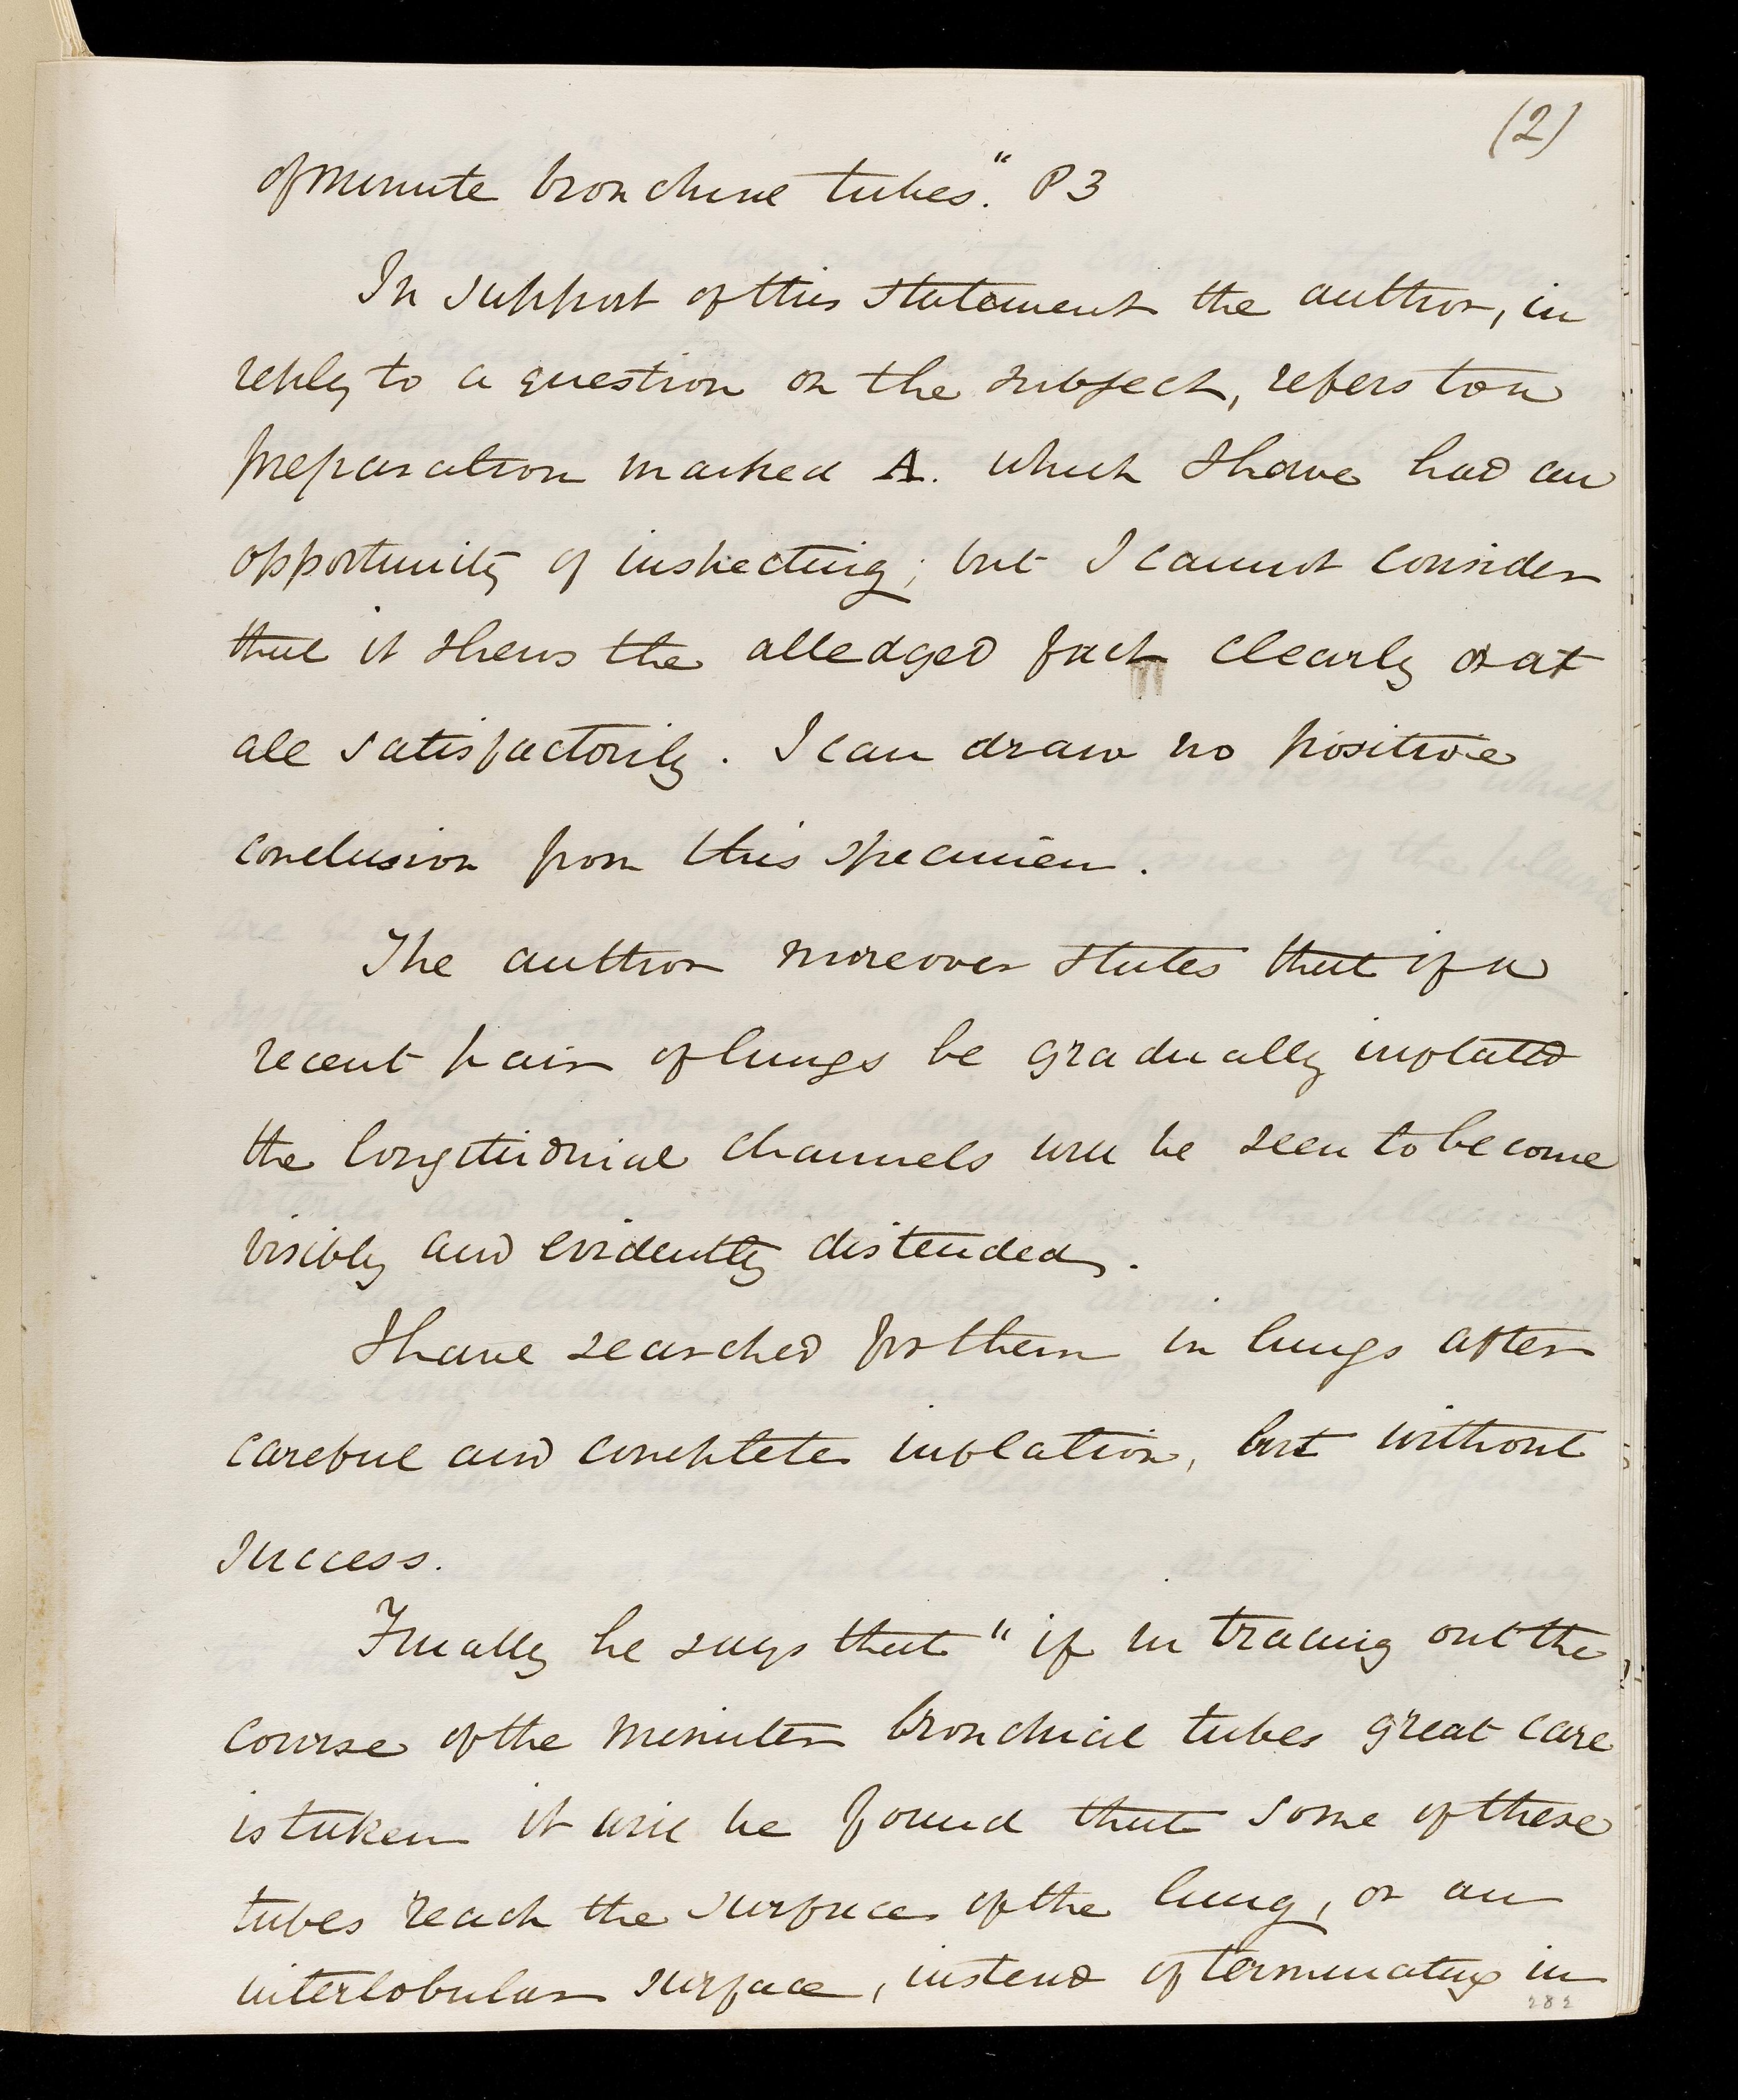 (2)
of minute bronchial tubes." P 3
In support of this statement the author, in
reply to a question on the subject, refers to a
preparation marked A. which I have had an
opportunity of inspecting; but I cannot consider
that it shews the alledged fact clearly or at
all satisfactorily. I can draw no positive
conclusion from this specimen.
The author moreover states that if a
recent pair of lungs be gradually inflated
the longitudinial channels will be seen to become
visibly and evidently distended.
I have searched for them in lungs after
careful and complete inflation, but without
success.
Finally he says that "if in tracing out the
course of the minuter bronchial tubes great care
is taken it will be found that some of these
tubes reach the surface of the lung, or an
interlobular surface, instead of terminating in
282